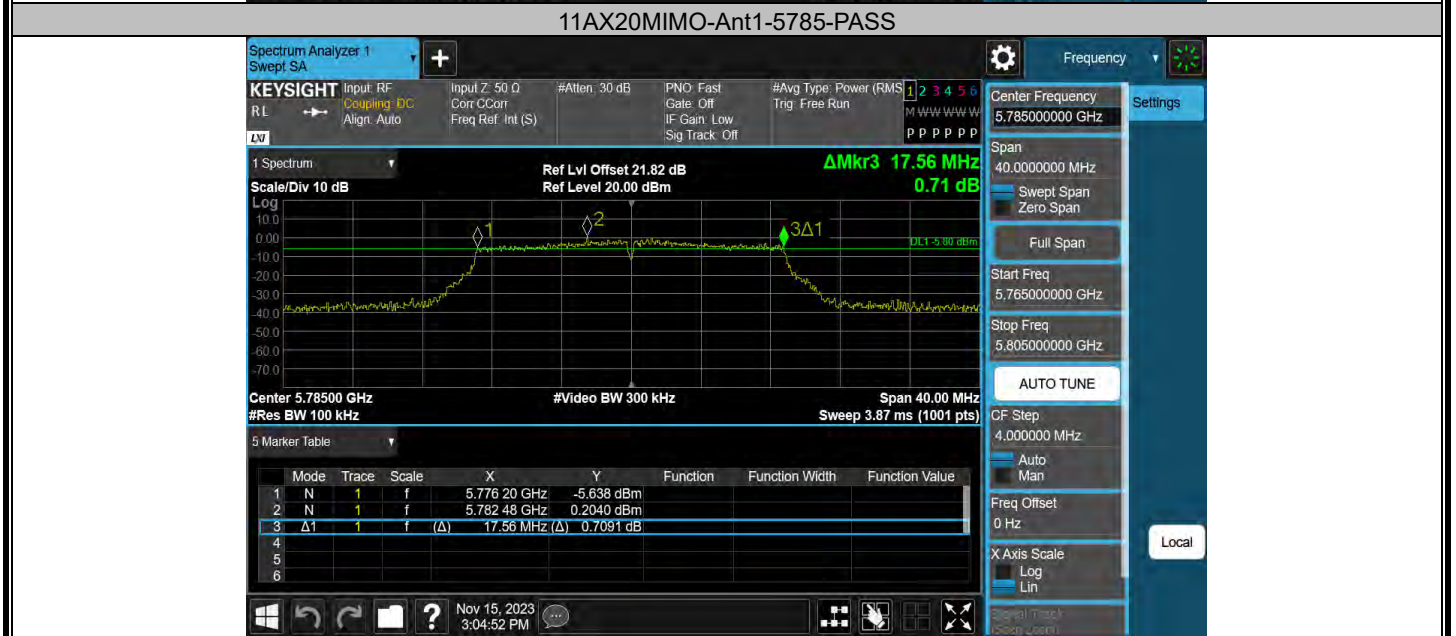 11AX20MIMO-Ant1-5785-PASS
Spectrum Analyzer 1
Swept SA
+
Frequency
KEYSIGHT
RL
LXI
Input: RF
Coupling: DC
Align: Auto
Input Z: 50 Ω
Corr CCorr
Freq Ref: Int (S)
#Atten: 30 dB
PNO: Fast
Gate: Off
IF Gain: Low
Sig Track: Off
#Avg Type: Power (RMS
Trig: Free Run
1 2 3 4 5 6
M W W W W W
P P P P P P
1 Spectrum
Scale/Div 10 dB
Log
Ref Lvl Offset 21.82 dB
Ref Level 20.00 dBm
ΔMkr3 17.56 MHz
0.71 dB
10.0
0.00
-10.0
-20.0
-30.0
-40.0
-50.0
-60.0
-70.0
1
2
3Δ1
DL1 -5.80 dBm
Center 5.78500 GHz
#Res BW 100 kHz
#Video BW 300 kHz
Span 40.00 MHz
Sweep 3.87 ms (1001 pts)
5 Marker Table
Mode Trace Scale X Y Function Function Width Function Value
1 N 1 f 5.776 20 GHz -5.638 dBm
2 N 1 f 5.782 48 GHz 0.2040 dBm
3 Δ1 1 f (Δ) 17.56 MHz (Δ) 0.7091 dB
4
5
6
Nov 15, 2023
3:04:52 PM
?
Center Frequency
5.785000000 GHz
Settings
Span
40.0000000 MHz
Swept Span
Zero Span
Full Span
Start Freq
5.765000000 GHz
Stop Freq
5.805000000 GHz
AUTO TUNE
CF Step
4.000000 MHz
Auto
Man
Freq Offset
0 Hz
X Axis Scale
Log
Lin
Signal Track
(Span Zoom)
Local